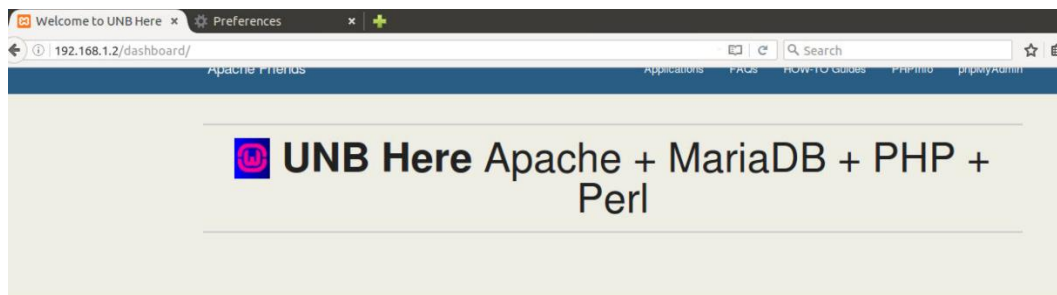 Welcome to UNB Here
Preferences
192.168.1.2/dashboard/
Search
Apache Friends
Applications FAQs HOW-TO Guides PHPInfo phpMyAdmin
UNB Here Apache + MariaDB + PHP +
Perl